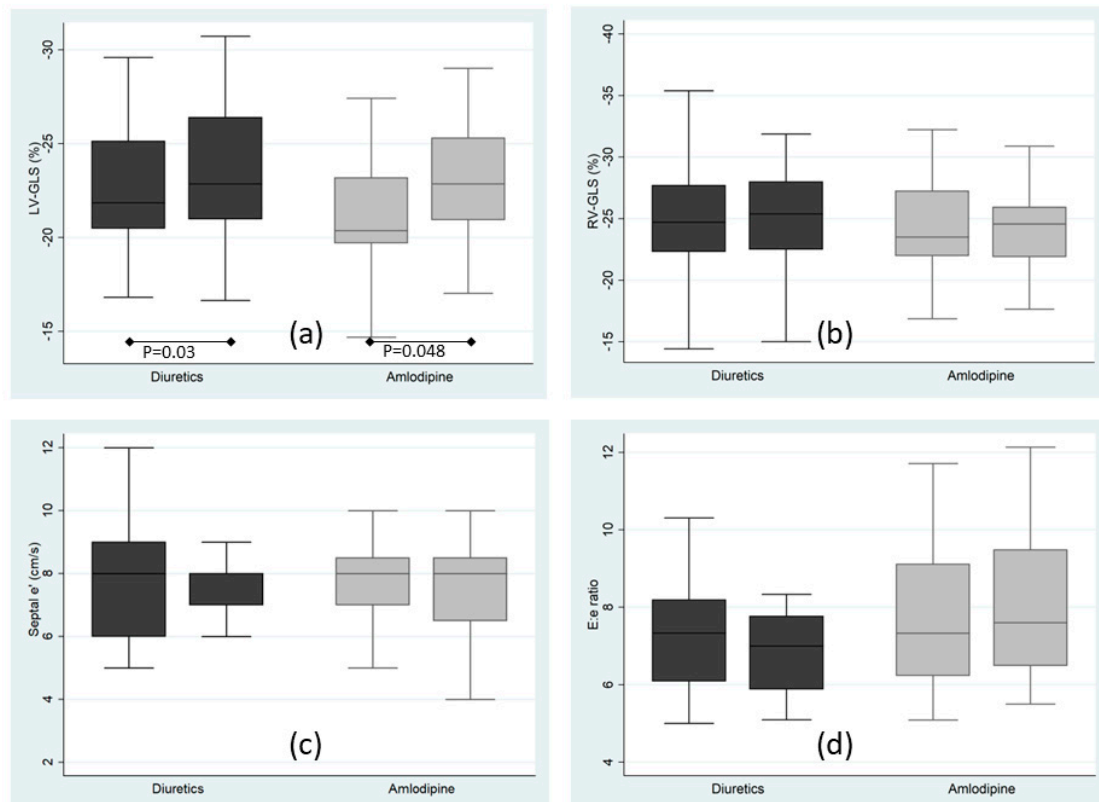 LV-GLS (%)
-30
-25
-20
-15
(a)
P=0.03
P=0.048
Diuretics
Amlodipine
RV-GLS (%)
-40
-35
-30
-25
-20
-15
(b)
Diuretics
Amlodipine
Septal e' (cm/s)
12
10
8
6
4
2
(c)
Diuretics
Amlodipine
E:e ratio
12
10
8
6
4
(d)
Diuretics
Amlodipine